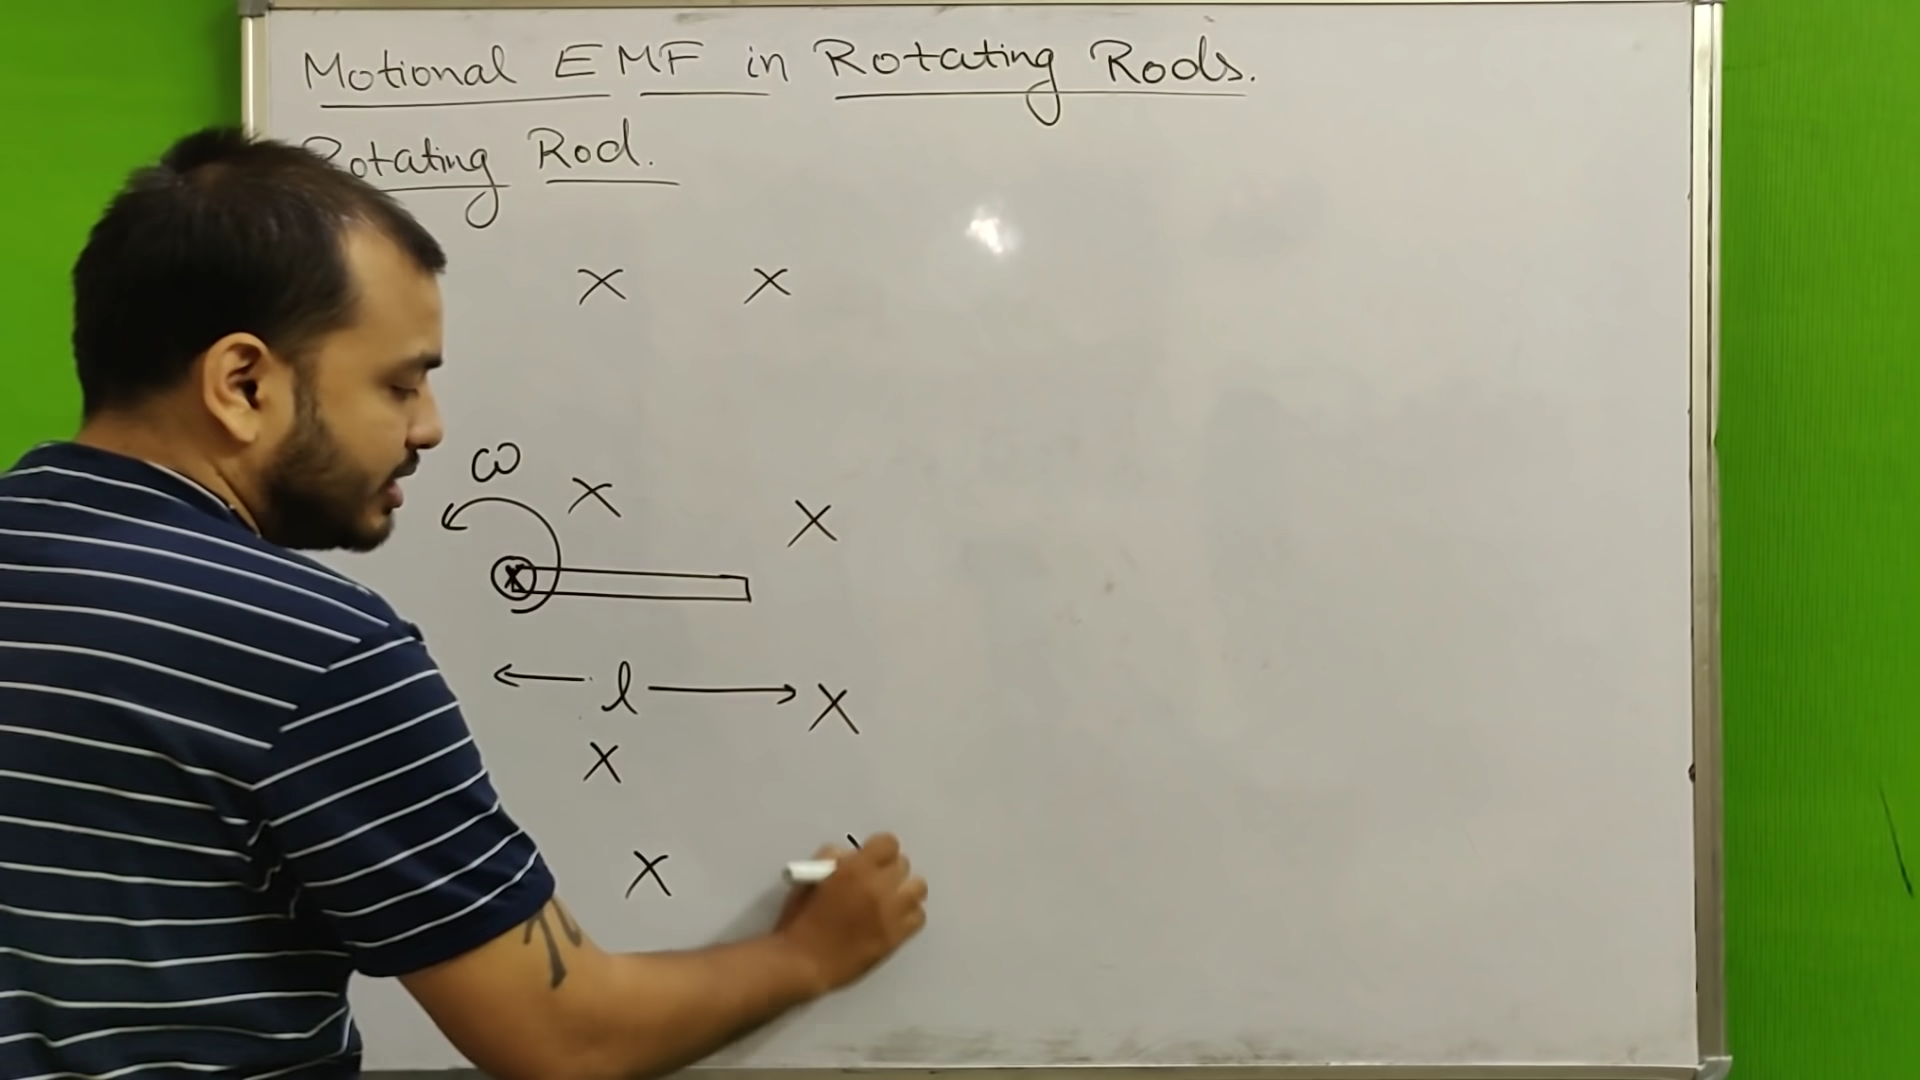 Motional EMF in Rotating Rods.
Rotating Rod.
x x
ω
x x
x
l
x
x
x